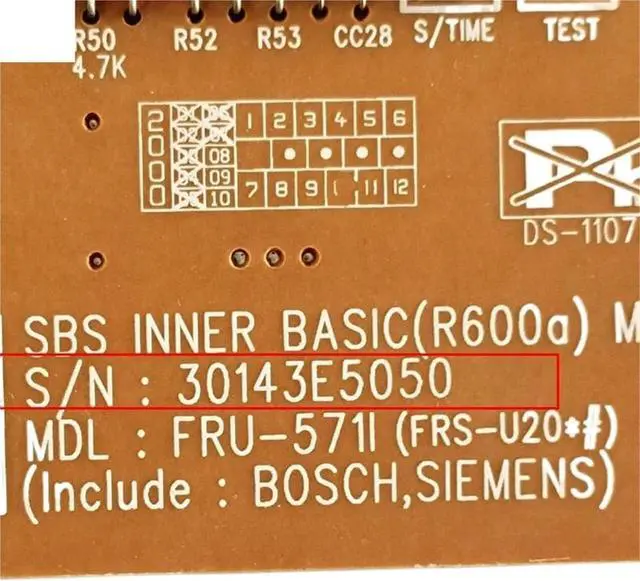 R50 R52 R53 CC28 S/TIME TEST
4.7K
2000
1 2 3 4 5 6
08
09
7 8 9 11 12
10
DS-1107
SBS INNER BASIC(R600a) M
S/N : 30143E5050
MDL : FRU-571I (FRS-U20*#)
(Include : BOSCH,SIEMENS)